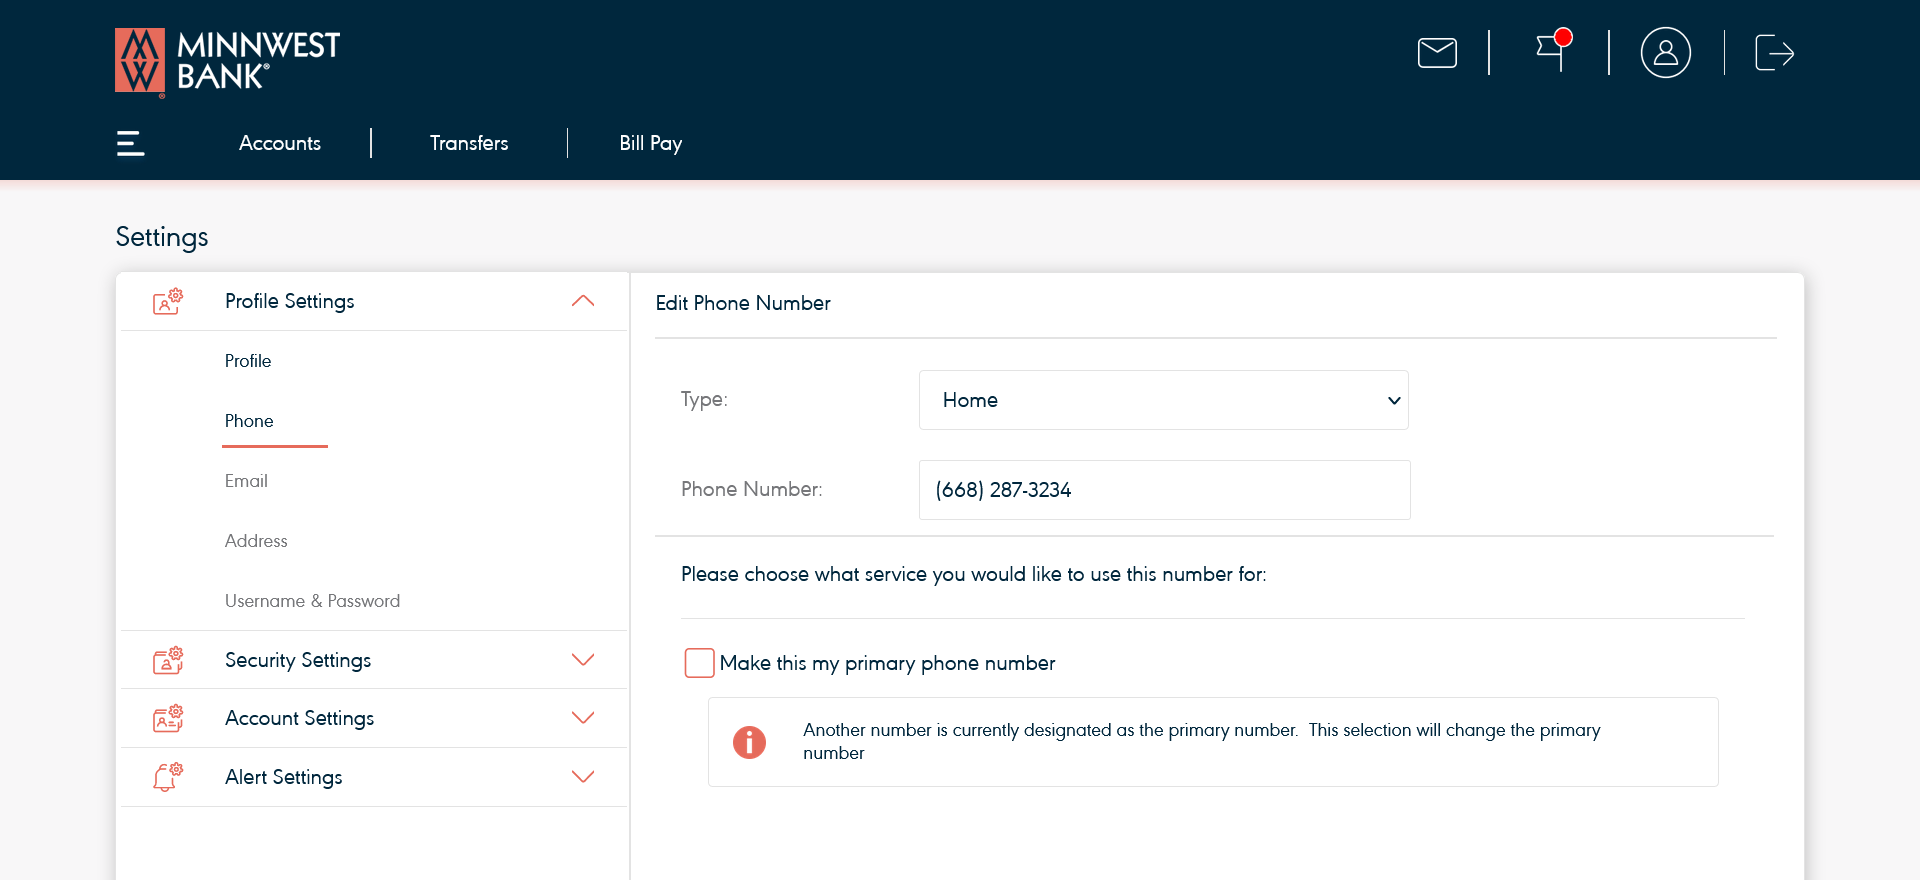 MINNWEST
BANK®
Accounts
Transfers
Bill Pay
Settings
Profile Settings
Profile
Phone
Email
Address
Username & Password
Security Settings
Account Settings
Alert Settings
Edit Phone Number
Type:
Home
Phone Number:
(668) 287-3234
Please choose what service you would like to use this number for:
Make this my primary phone number
Another number is currently designated as the primary number.  This selection will change the primary
number